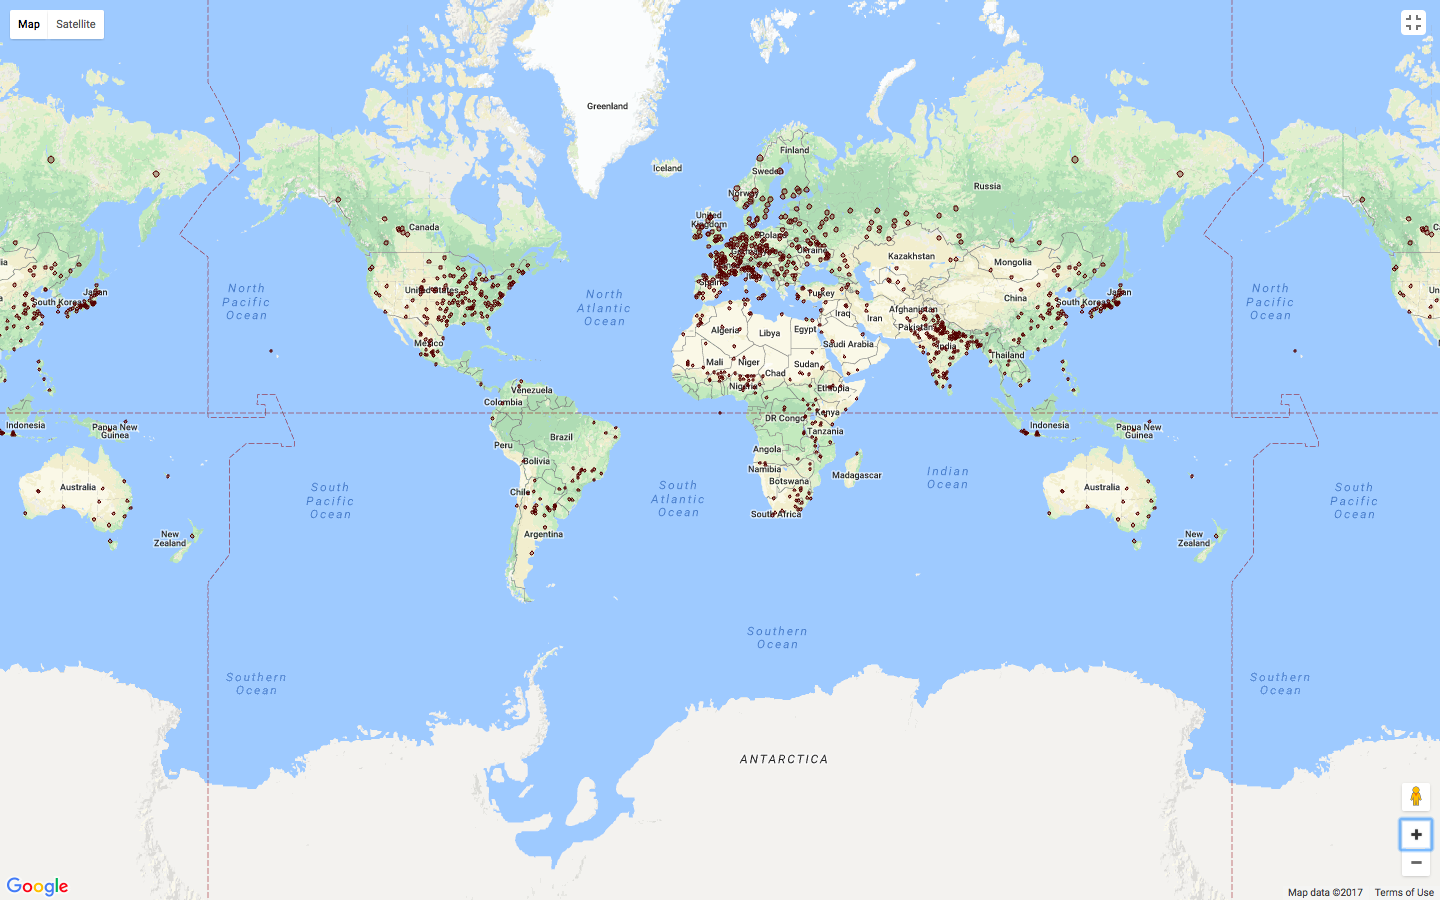 Map
Satellite
Greenland
Finland
Iceland
Sweden
Russia
Norway
United
Kingdom
Canada
Poland
Ukraine
Kazakhstan
Mongolia
United States
Spain
Japan
South Korea
North
Pacific
Ocean
North
Atlantic
Ocean
Turkey
China
South Korea
Japan
North
Pacific
Ocean
Afghanistan
Iraq
Iran
Pakistan
Algeria
Libya
Egypt
Saudi Arabia
India
Mexico
Thailand
Mali
Niger
Chad
Sudan
Nigeria
Ethiopia
Venezuela
Colombia
DR Congo
Kenya
Indonesia
Papua New
Guinea
Brazil
Peru
Tanzania
Angola
Indonesia
Papua New
Guinea
Bolivia
Namibia
Botswana
Madagascar
Indian
Ocean
Australia
South
Pacific
Ocean
Chile
South
Atlantic
Ocean
South Africa
Australia
South
Pacific
Ocean
New
Zealand
Argentina
New
Zealand
Southern
Ocean
Southern
Ocean
Southern
Ocean
ANTARCTICA
Google
Map data ©2017
Terms of Use